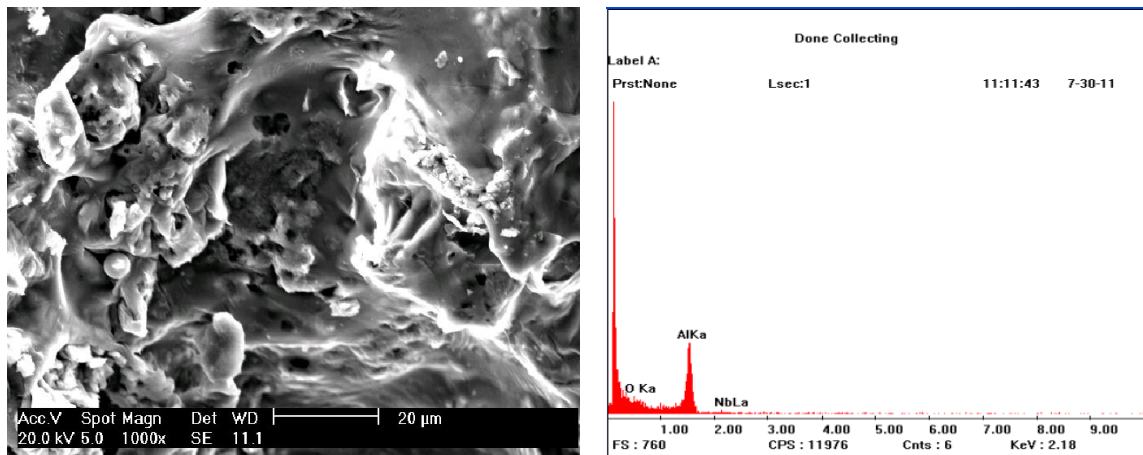 Acc.V Spot Magn Det WD 20 µm
20.0 kV 5.0 1000x SE 11.1
Done Collecting
Label A:
Prst:None Lsec:1 11:11:43 7-30-11
AlKa
O Ka
NbLa
1.00 2.00 3.00 4.00 5.00 6.00 7.00 8.00 9.00
FS : 760 CPS : 11976 Cnts : 6 KeV : 2.18